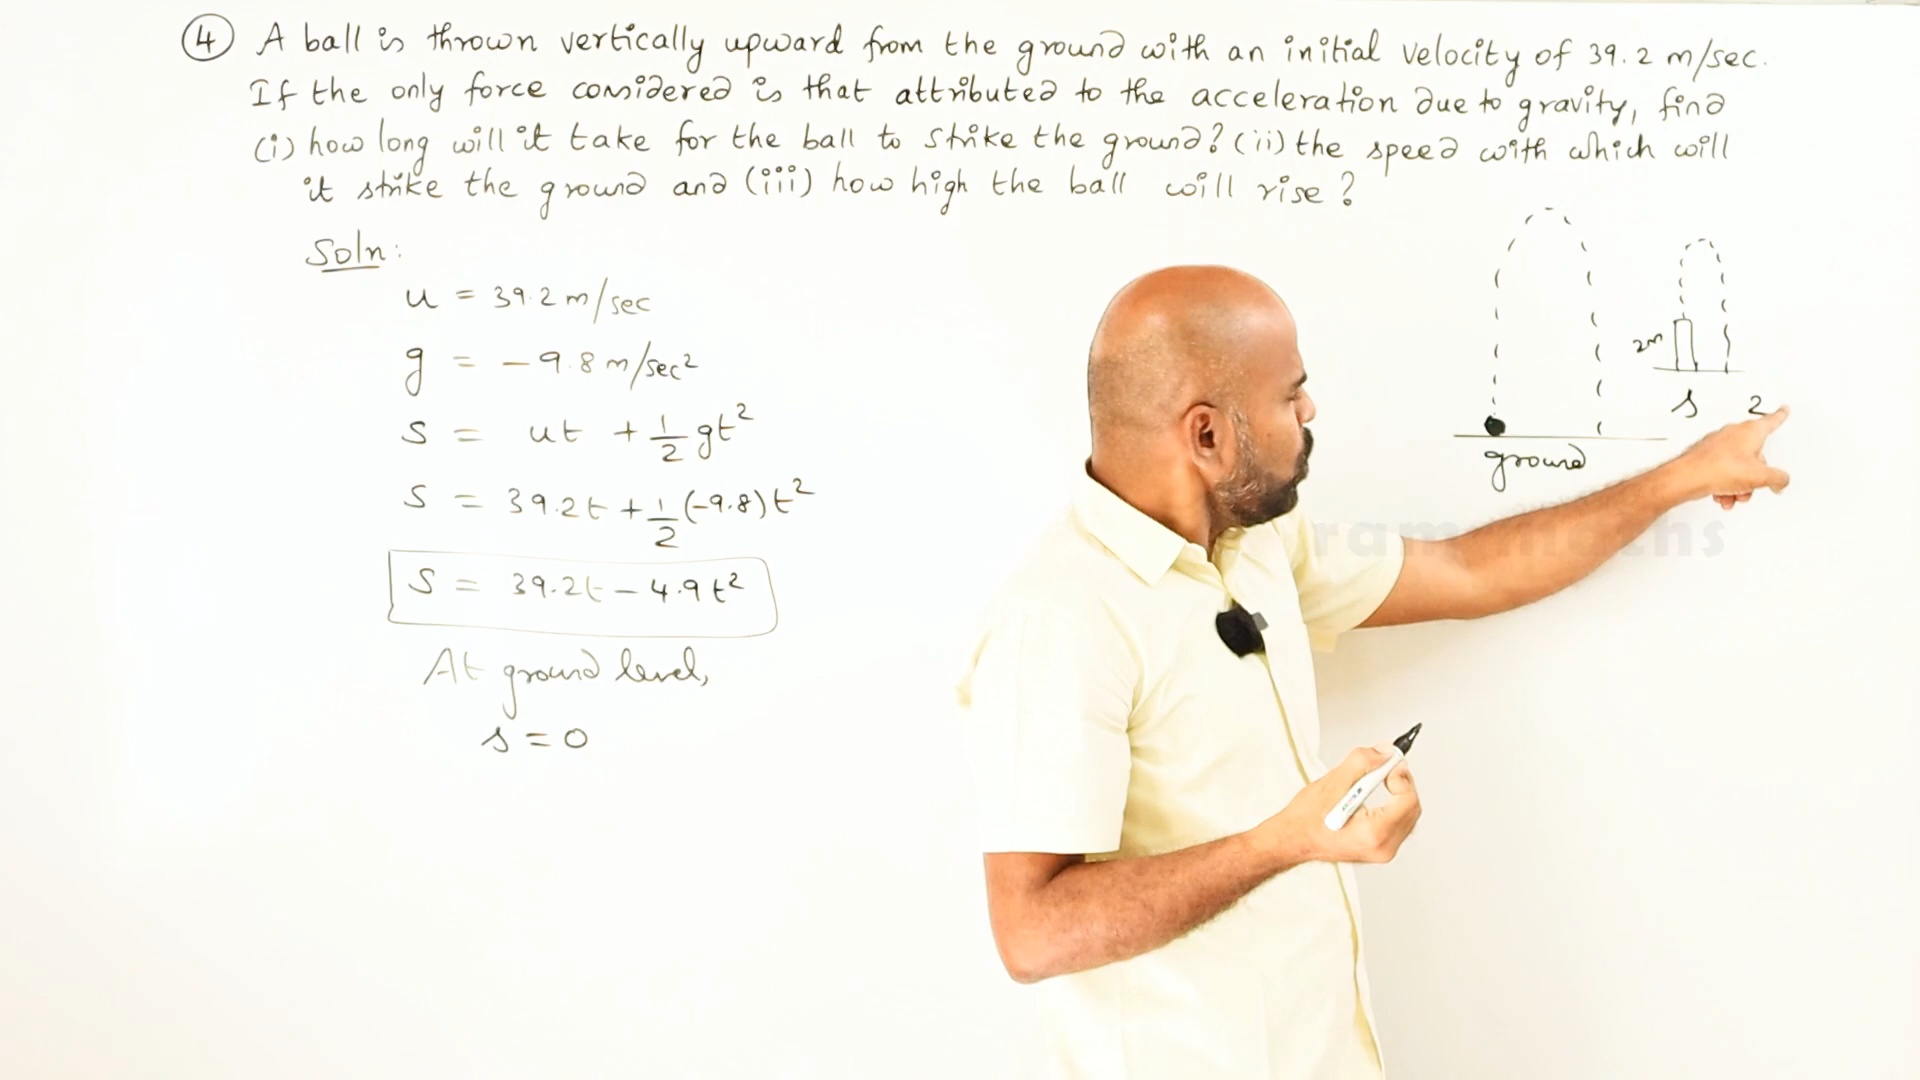 ④ A ball is thrown vertically upward from the ground with an initial velocity of 39.2 m/sec.
If the only force considered is that attributed to the acceleration due to gravity, find
(i) how long will it take for the ball to strike the ground? (ii) the speed with which will
it strike the ground and (iii) how high the ball will rise?
Soln:
u = 39.2 m/sec
g = -9.8 m/sec²
S = ut + 1/2 gt²
S = 39.2t + 1/2 (-9.8)t²
S = 39.2t - 4.9t²
At ground level,
s = 0
2m
s 2
ground
maths